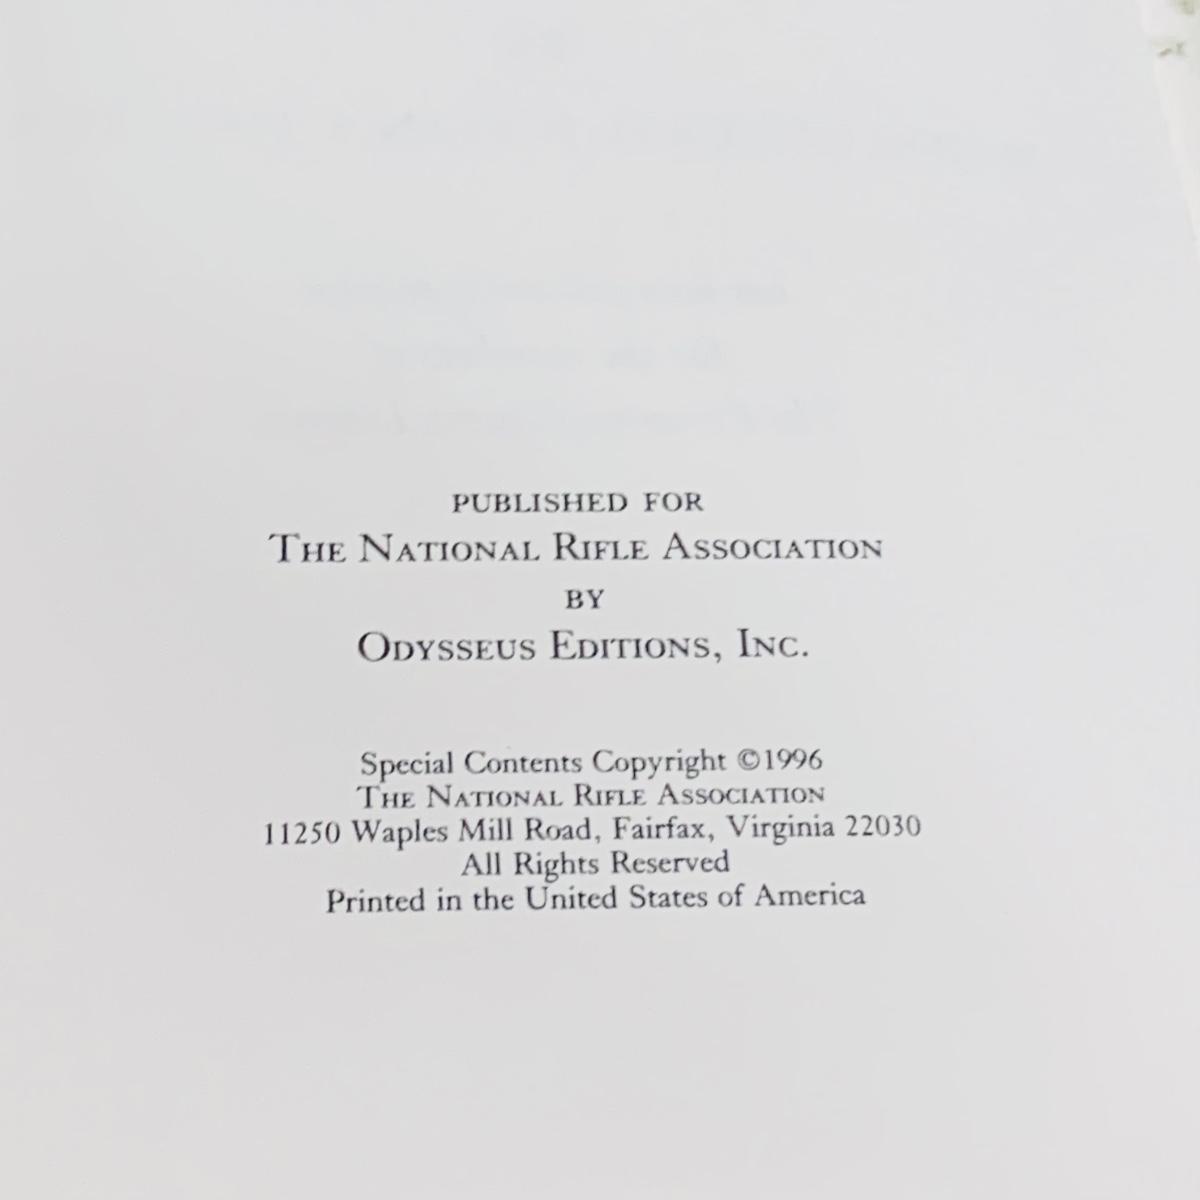 PUBLISHED FOR
THE NATIONAL RIFLE ASSOCIATION
BY
ODYSSEUS EDITIONS, INC.
Special Contents Copyright ©1996
THE NATIONAL RIFLE ASSOCIATION
11250 Waples Mill Road, Fairfax, Virginia 22030
All Rights Reserved
Printed in the United States of America